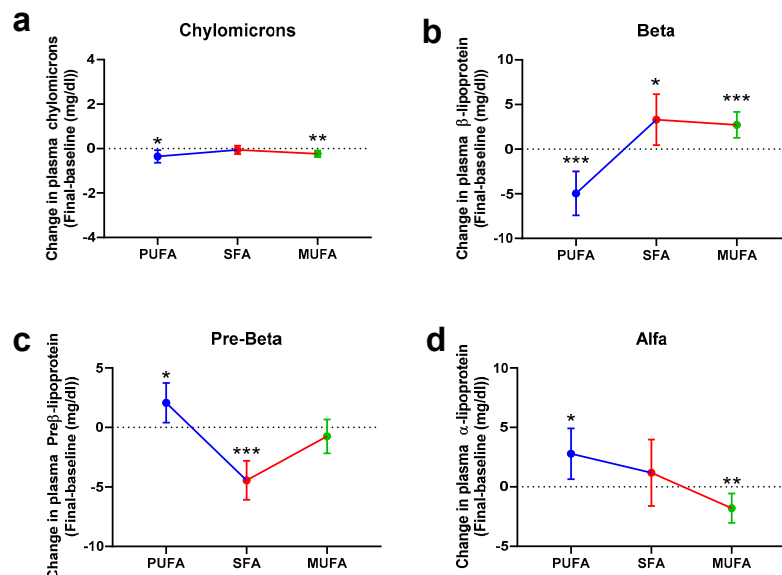 a
Chylomicrons
Change in plasma chylomicrons
(Final-baseline (mg/dl))
4
2
0
-2
-4
*
**
PUFA
SFA
MUFA
b
Beta
Change in plasma β-lipoprotein
(Final-baseline (mg/dl))
10
5
0
-5
-10
***
*
***
PUFA
SFA
MUFA
c
Pre-Beta
Change in plasma Preβ-lipoprotein
(Final-baseline (mg/dl))
5
0
-5
-10
*
***
PUFA
SFA
MUFA
d
Alfa
Change in plasma α-lipoprotein
(Final-baseline (mg/dl))
10
5
0
-5
*
**
PUFA
SFA
MUFA